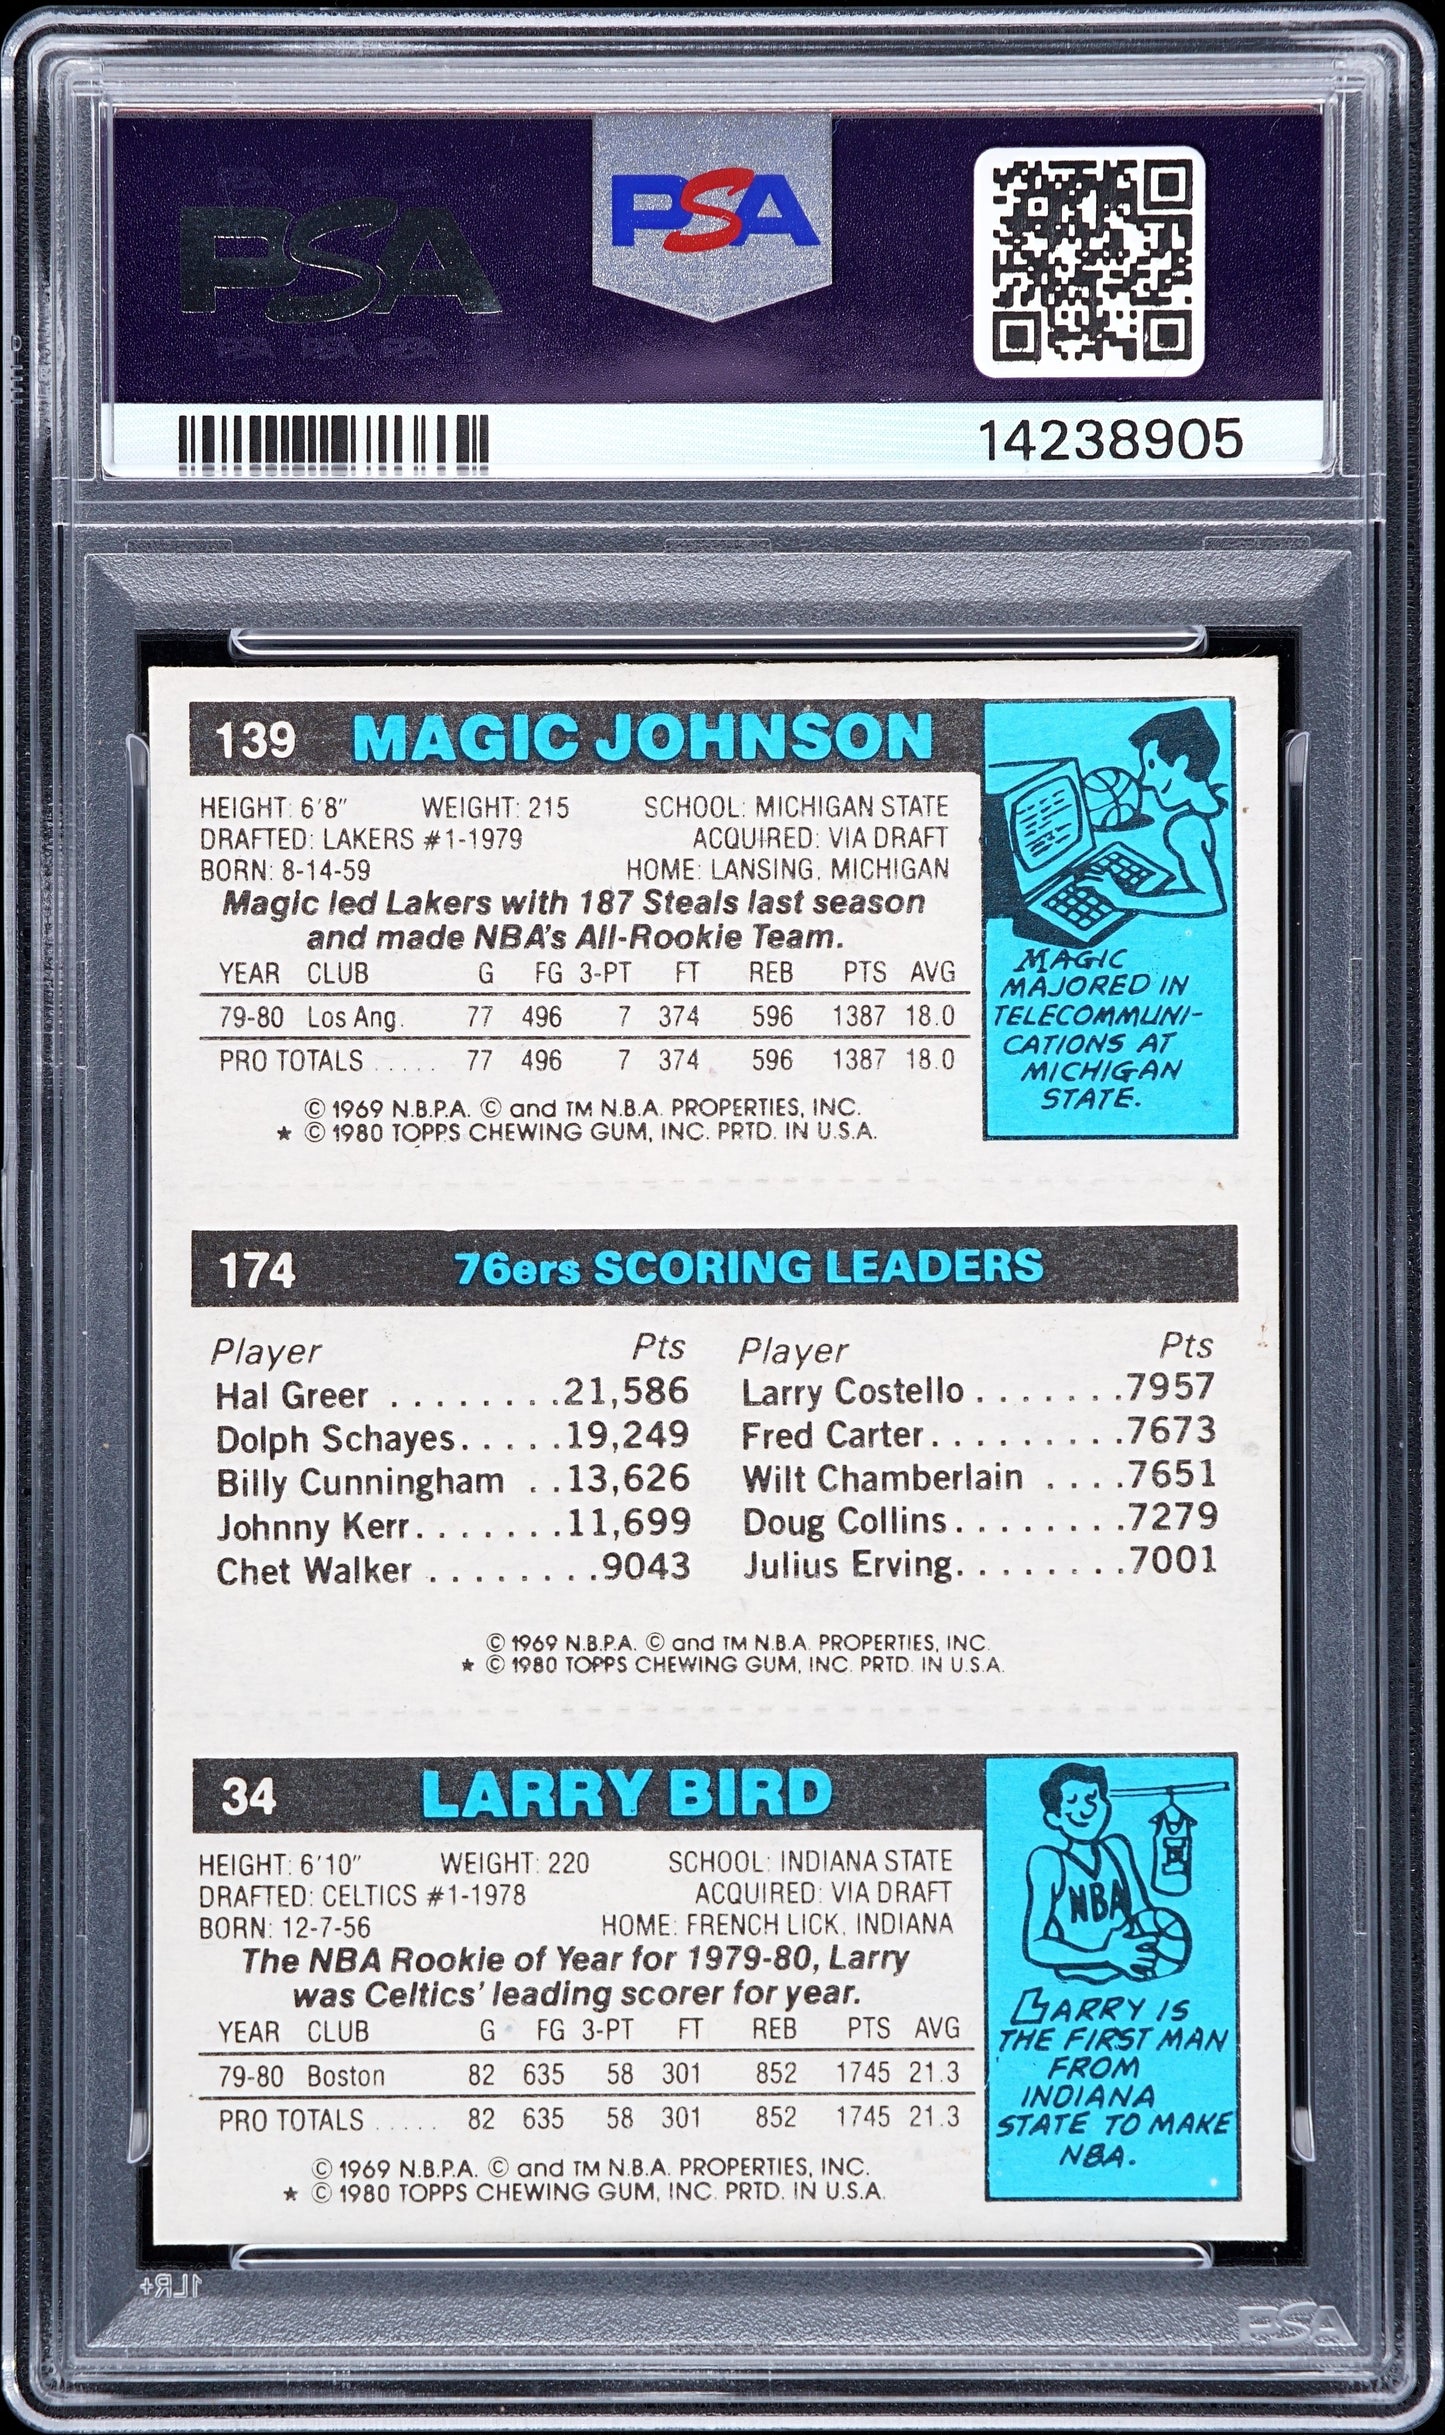 PSA PSA
14238905
139 MAGIC JOHNSON
HEIGHT: 6'8" WEIGHT: 215 SCHOOL: MICHIGAN STATE
DRAFTED: LAKERS #1-1979 ACQUIRED: VIA DRAFT
BORN: 8-14-59 HOME: LANSING, MICHIGAN
Magic led Lakers with 187 Steals last season
and made NBA's All-Rookie Team.
YEAR CLUB G FG 3-PT FT REB PTS AVG
79-80 Los Ang. 77 496 7 374 596 1387 18.0
PRO TOTALS ..... 77 496 7 374 596 1387 18.0
© 1969 N.B.P.A. © and TM N.B.A. PROPERTIES, INC.
* © 1980 TOPPS CHEWING GUM, INC. PRTD. IN U.S.A.
MAGIC
MAJORED IN
TELECOMMUNI-
CATIONS AT
MICHIGAN
STATE.
174 76ers SCORING LEADERS
Player Pts Player Pts
Hal Greer ........21,586 Larry Costello .......7957
Dolph Schayes.....19,249 Fred Carter.........7673
Billy Cunningham ..13,626 Wilt Chamberlain ....7651
Johnny Kerr.......11,699 Doug Collins........7279
Chet Walker ........9043 Julius Erving........7001
© 1969 N.B.P.A. © and TM N.B.A. PROPERTIES, INC.
* © 1980 TOPPS CHEWING GUM, INC. PRTD. IN U.S.A.
34 LARRY BIRD
HEIGHT: 6'10" WEIGHT: 220 SCHOOL: INDIANA STATE
DRAFTED: CELTICS #1-1978 ACQUIRED: VIA DRAFT
BORN: 12-7-56 HOME: FRENCH LICK, INDIANA
The NBA Rookie of Year for 1979-80, Larry
was Celtics' leading scorer for year.
YEAR CLUB G FG 3-PT FT REB PTS AVG
79-80 Boston 82 635 58 301 852 1745 21.3
PRO TOTALS ..... 82 635 58 301 852 1745 21.3
© 1969 N.B.P.A. © and TM N.B.A. PROPERTIES, INC.
* © 1980 TOPPS CHEWING GUM, INC. PRTD. IN U.S.A.
NBA
LARRY IS
THE FIRST MAN
FROM
INDIANA
STATE TO MAKE
NBA.
1LR+
PSA